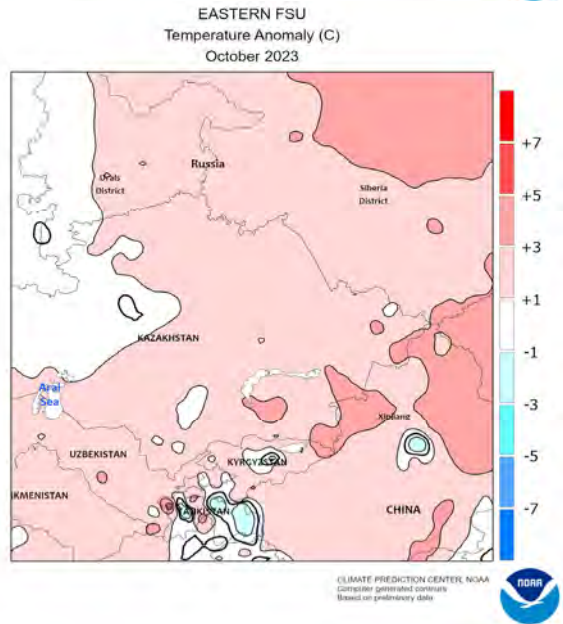 EASTERN FSU
Temperature Anomaly (C)
October 2023
Russia
Urals
District
Siberia
District
KAZAKHSTAN
Aral
Sea
Xinjiang
UZBEKISTAN
KYRGYZSTAN
KMENISTAN
TAJIKISTAN
CHINA
+7
+5
+3
+1
-1
-3
-5
-7
CLIMATE PREDICTION CENTER, NOAA
Computer generated contours
Based on preliminary data
NOAA